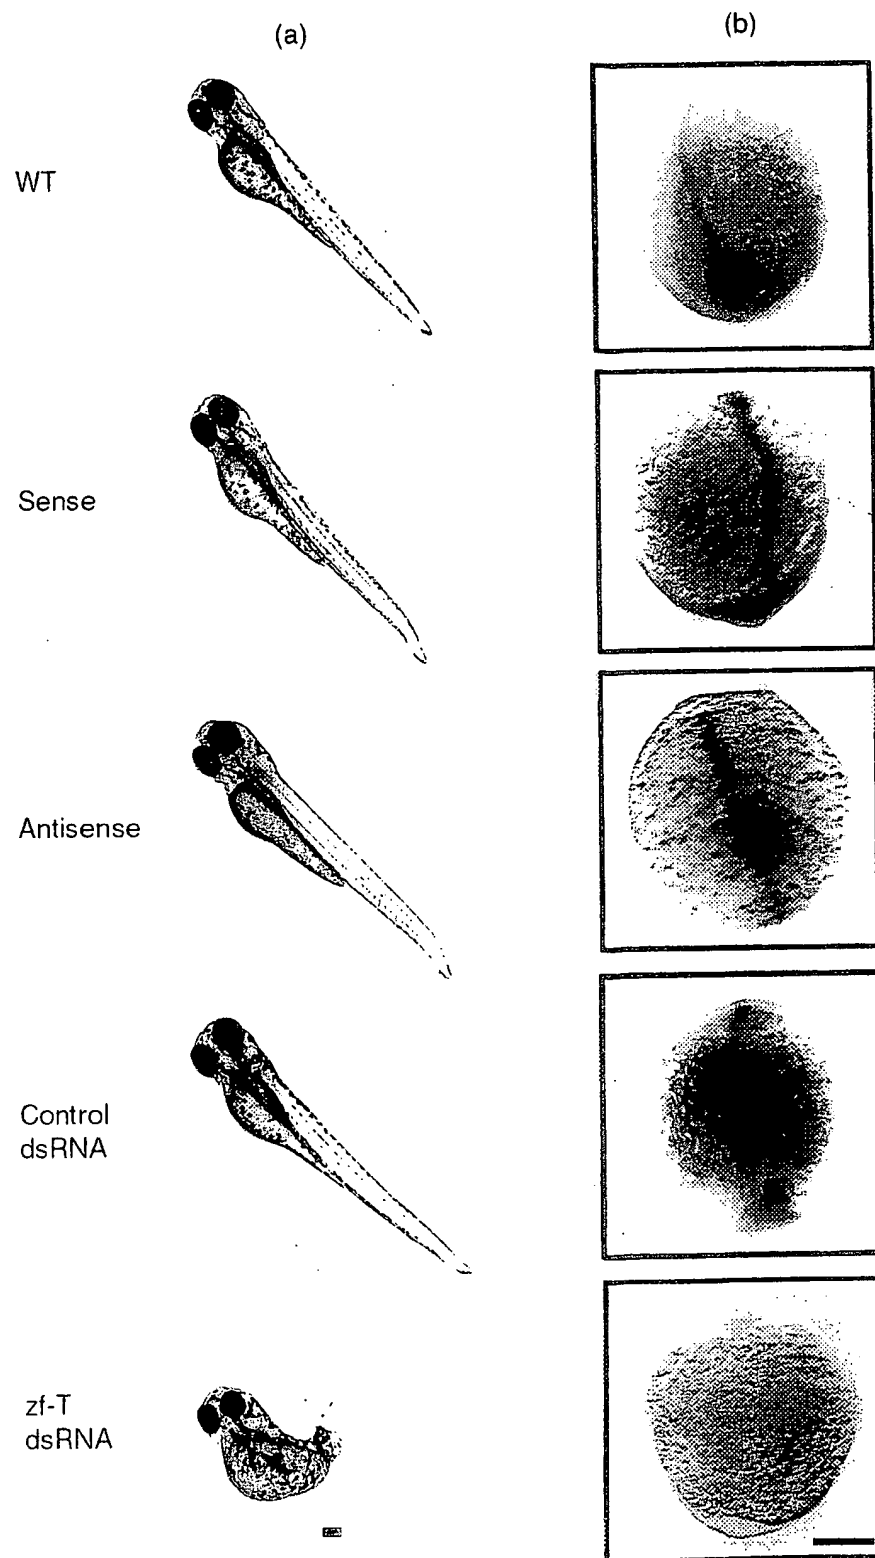 (a)
(b)
WT
Sense
Antisense
Control
dsRNA
zf-T
dsRNA